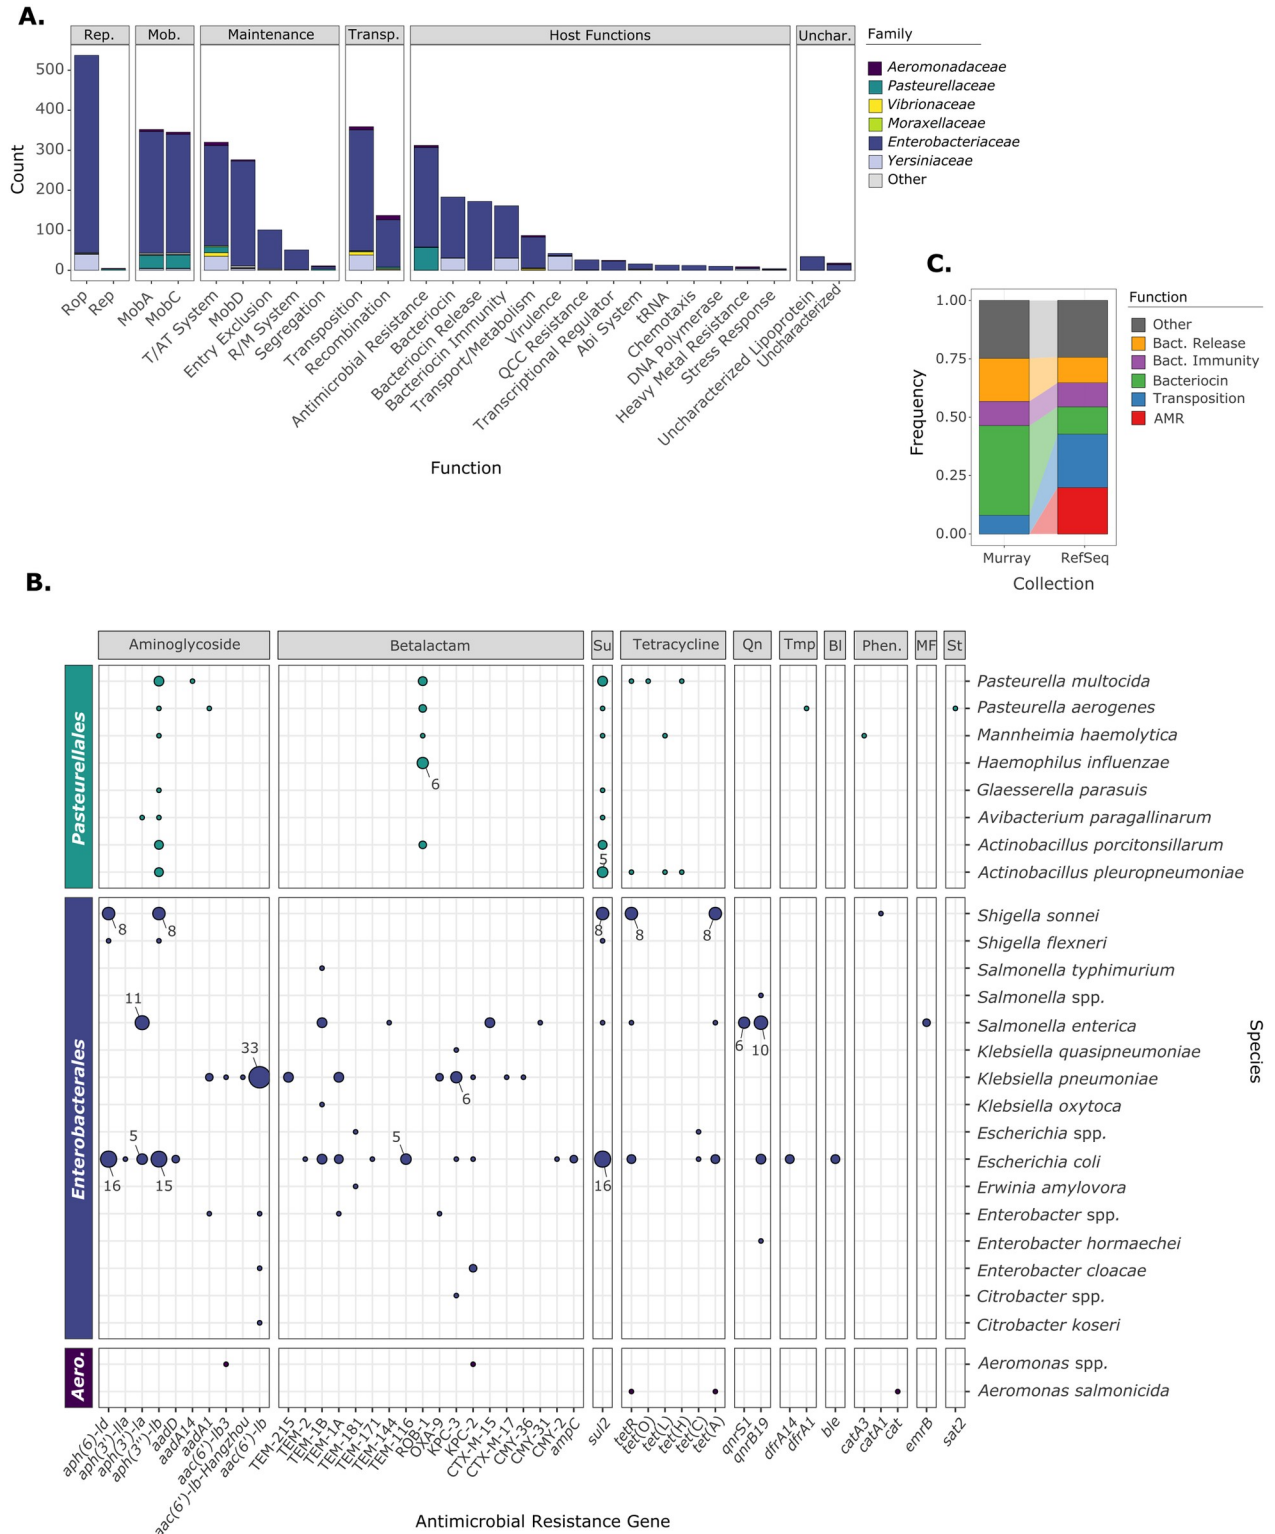 A.
Rep.
Mob.
Maintenance
Transp.
Host Functions
Unchar.
Count
500
400
300
200
100
0
Rop
Rep
MobA
MobC
T/AT System
MobD
Entry Exclusion
R/M System
Segregation
Transposition
Recombination
Antimicrobial Resistance
Bacteriocin
Bacteriocin Release
Bacteriocin Immunity
Transport/Metabolism
Virulence
QCC Resistance
Transcriptional Regulator
Abi System
tRNA
Chemotaxis
DNA Polymerase
Heavy Metal Resistance
Stress Response
Uncharacterized Lipoprotein
Uncharacterized
Function
Family
Aeromonadaceae
Pasteurellaceae
Vibrionaceae
Moraxellaceae
Enterobacteriaceae
Yersiniaceae
Other
C.
Frequency
1.00
0.75
0.50
0.25
0.00
Murray
RefSeq
Collection
Function
Other
Bact. Release
Bact. Immunity
Bacteriocin
Transposition
AMR
B.
Aminoglycoside
Betalactam
Su
Tetracycline
Qn
Tmp
Bl
Phen.
MF
St
Pasteurellales
Pasteurella multocida
Pasteurella aerogenes
Mannheimia haemolytica
Haemophilus influenzae
6
Glaesserella parasuis
Avibacterium paragallinarum
Actinobacillus porcitonsillarum
5
Actinobacillus pleuropneumoniae
Enterobacterales
Shigella sonnei
8
8
8
8
8
Shigella flexneri
Salmonella typhimurium
Salmonella spp.
11
Salmonella enterica
6
10
Klebsiella quasipneumoniae
33
Klebsiella pneumoniae
6
Klebsiella oxytoca
Escherichia spp.
5
5
Escherichia coli
16
15
16
Erwinia amylovora
Enterobacter spp.
Enterobacter hormaechei
Enterobacter cloacae
Citrobacter spp.
Citrobacter koseri
Aero.
Aeromonas spp.
Aeromonas salmonicida
Species
aph(6)-Id
aph(3')-IIa
aph(3')-Ia
aph(3'')-Ib
aadD
aadA14
aadA1
aac(6')-Ib3
aac(6')-Ib-Hangzhou
aac(6')-Ib
TEM-215
TEM-2
TEM-1B
TEM-1A
TEM-181
TEM-171
TEM-144
TEM-116
ROB-1
OXA-9
KPC-3
KPC-2
CTX-M-15
CTX-M-17
CMY-36
CMY-31
CMY-2
ampC
sul2
tetR
tet(O)
tet(L)
tet(H)
tet(C)
tet(A)
qnrS1
qnrB19
dfrA14
dfrA1
ble
catA3
catA1
cat
emrB
sat2
Antimicrobial Resistance Gene